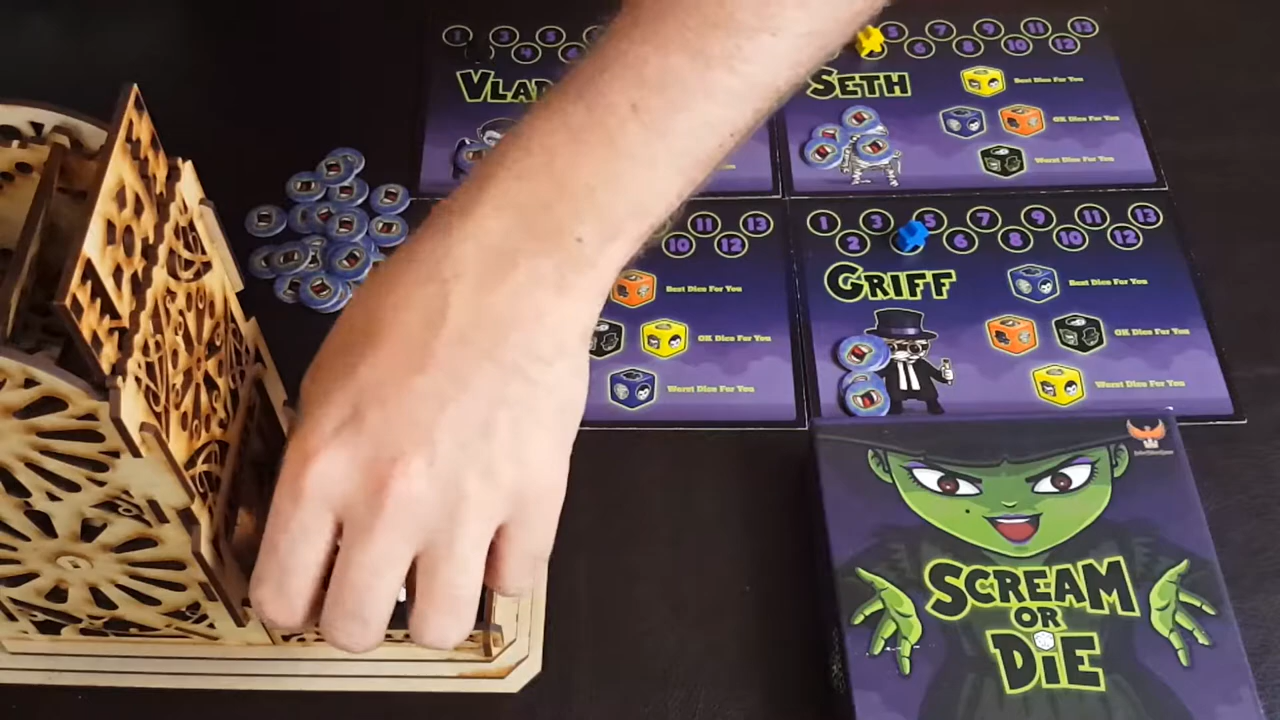 1 3 5
4
VLAD
5 7 9 11 13
6 8 10 12
SETH
Best Dice For You
OK Dice For You
Worst Dice For You
11 13
10 12
Best Dice For You
OK Dice For You
Worst Dice For You
1 3 5 7 9 11 13
2 6 8 10 12
GRIFF
Best Dice For You
OK Dice For You
Worst Dice For You
SCREAM
OR
DiE